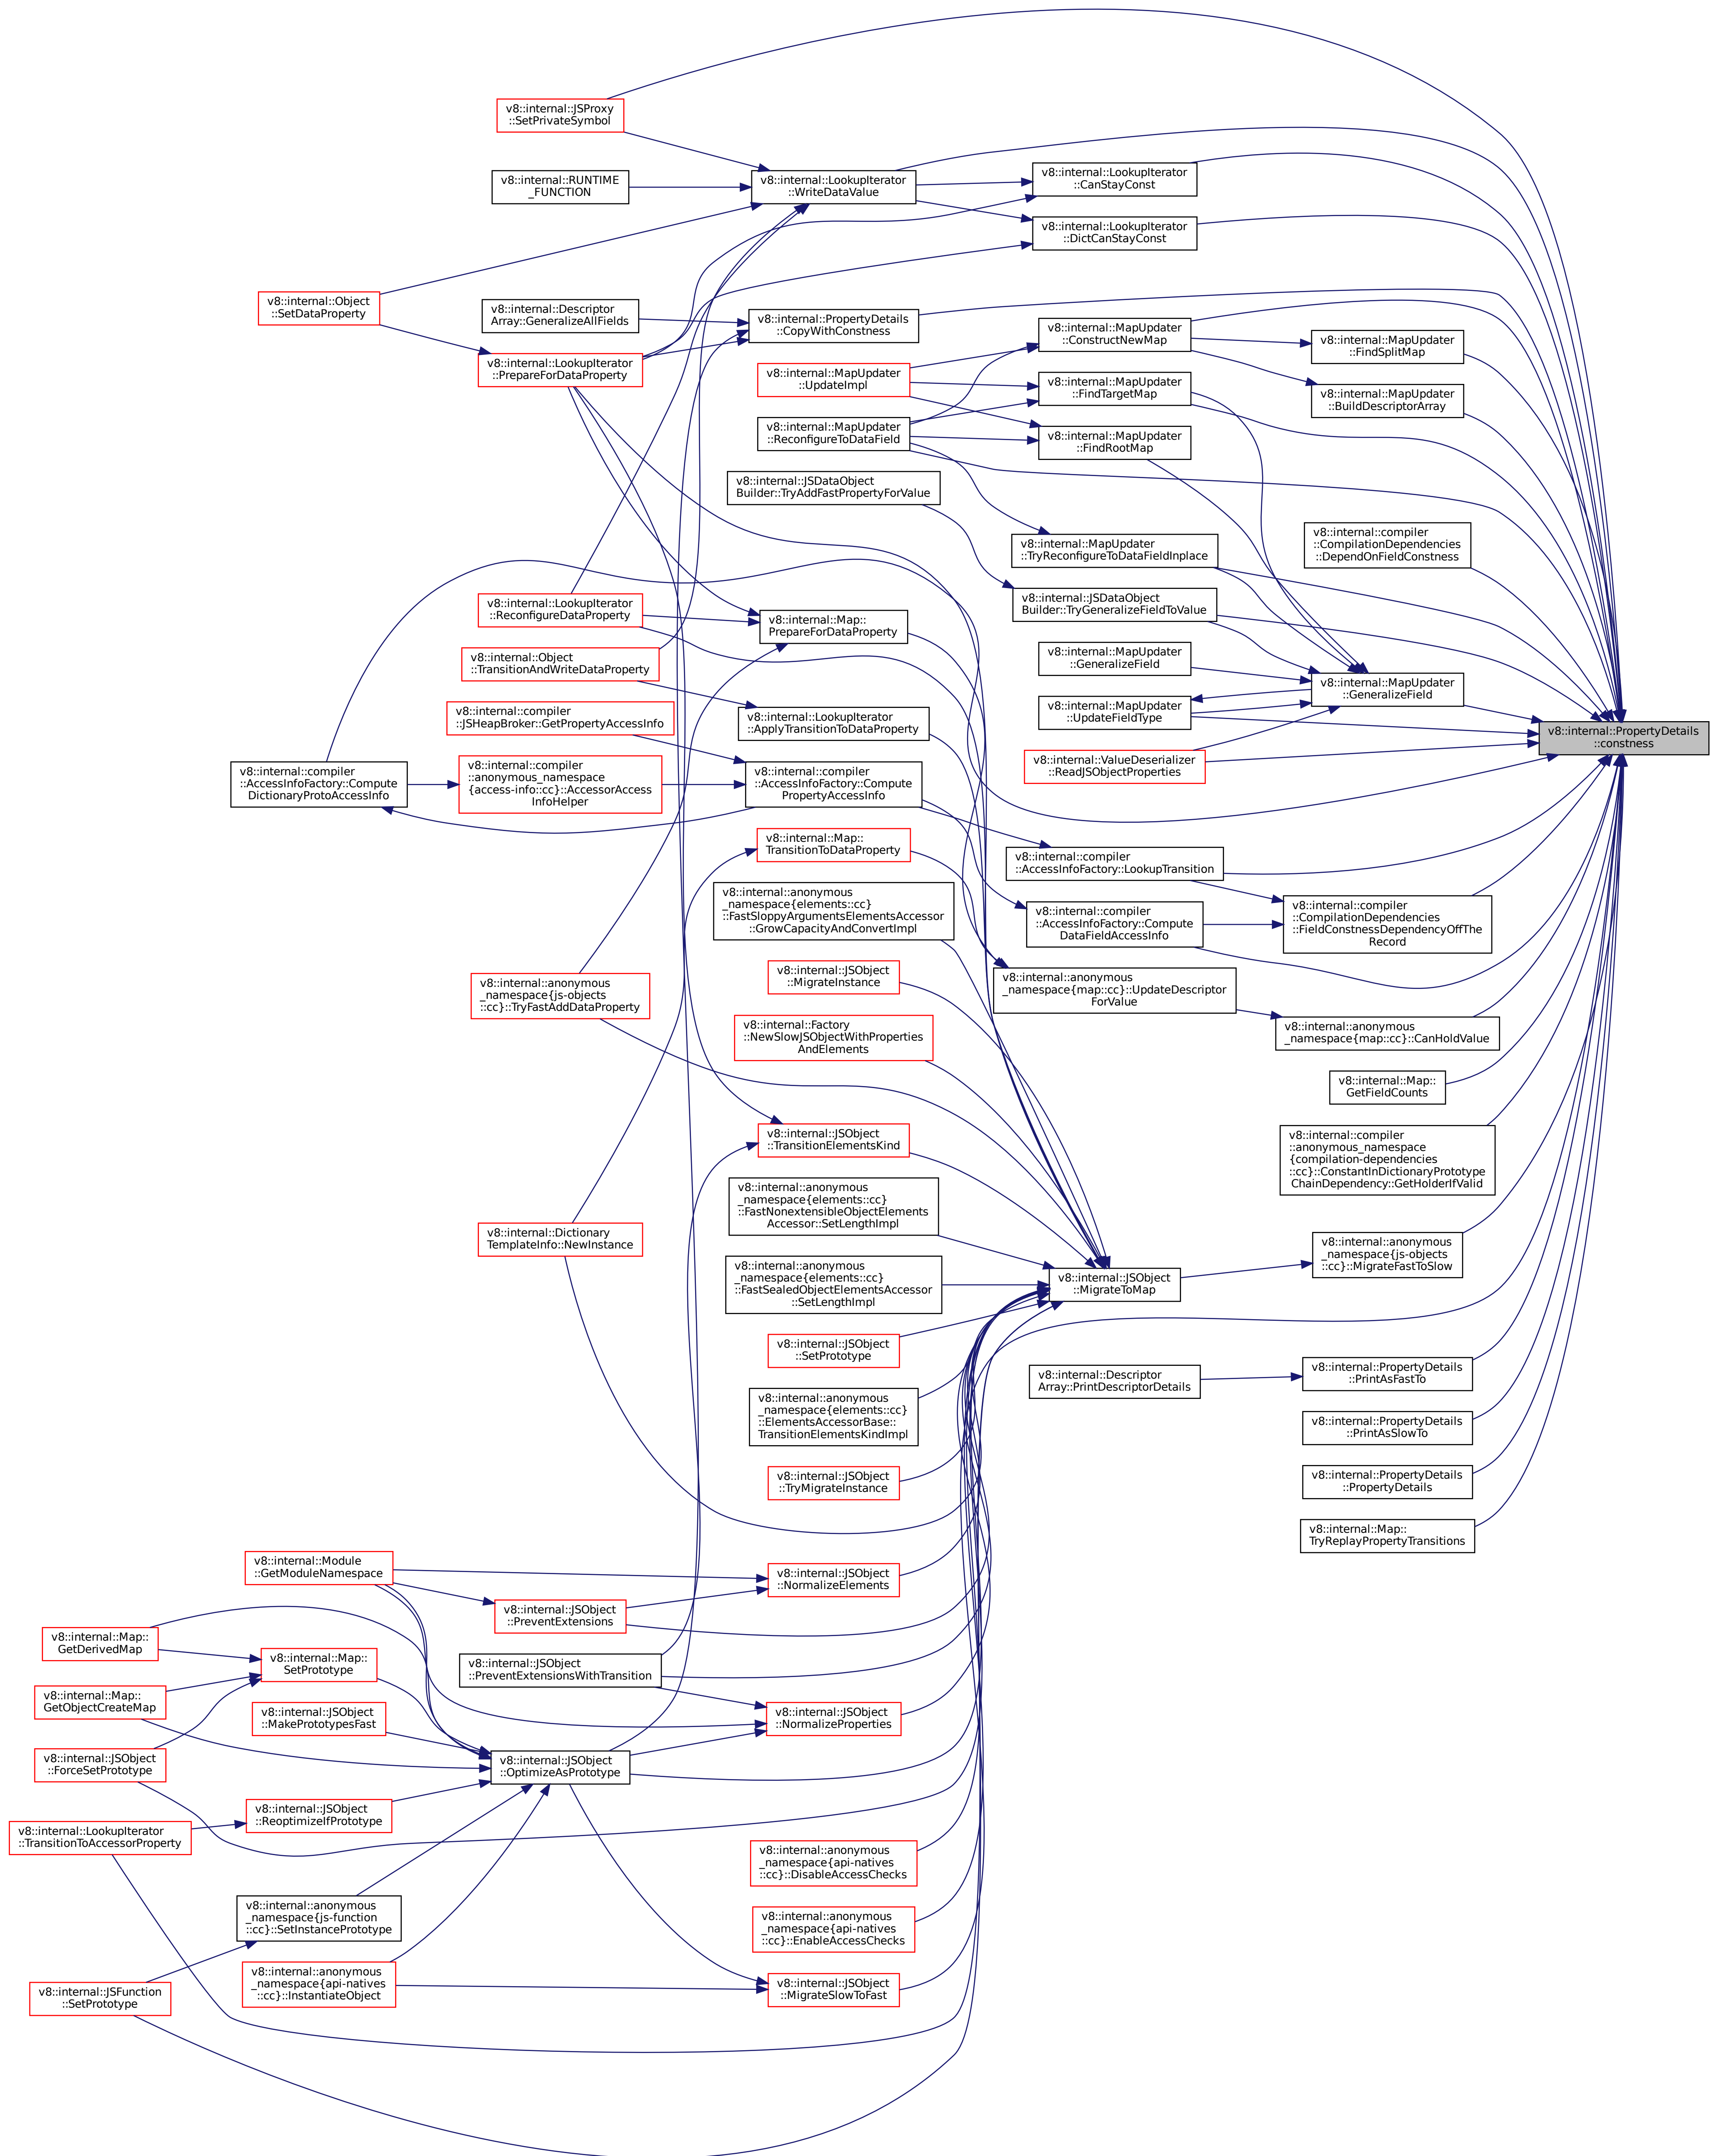 v8::internal::JSProxy
::SetPrivateSymbol
v8::internal::RUNTIME
_FUNCTION
v8::internal::LookupIterator
::WriteDataValue
v8::internal::LookupIterator
::CanStayConst
v8::internal::LookupIterator
::DictCanStayConst
v8::internal::Object
::SetDataProperty
v8::internal::Descriptor
Array::GeneralizeAllFields
v8::internal::PropertyDetails
::CopyWithConstness
v8::internal::MapUpdater
::ConstructNewMap
v8::internal::MapUpdater
::FindSplitMap
v8::internal::LookupIterator
::PrepareForDataProperty
v8::internal::MapUpdater
::UpdateImpl
v8::internal::MapUpdater
::FindTargetMap
v8::internal::MapUpdater
::BuildDescriptorArray
v8::internal::MapUpdater
::ReconfigureToDataField
v8::internal::MapUpdater
::FindRootMap
v8::internal::JSDataObject
Builder::TryAddFastPropertyForValue
v8::internal::compiler
::CompilationDependencies
::DependOnFieldConstness
v8::internal::MapUpdater
::TryReconfigureToDataFieldInplace
v8::internal::LookupIterator
::ReconfigureDataProperty
v8::internal::Map::
PrepareForDataProperty
v8::internal::JSDataObject
Builder::TryGeneralizeFieldToValue
v8::internal::Object
::TransitionAndWriteDataProperty
v8::internal::MapUpdater
::GeneralizeField
v8::internal::MapUpdater
::GeneralizeField
v8::internal::compiler
::JSHeapBroker::GetPropertyAccessInfo
v8::internal::LookupIterator
::ApplyTransitionToDataProperty
v8::internal::MapUpdater
::UpdateFieldType
v8::internal::PropertyDetails
::constness
v8::internal::ValueDeserializer
::ReadJSObjectProperties
v8::internal::compiler
::AccessInfoFactory::Compute
DictionaryProtoAccessInfo
v8::internal::compiler
::anonymous_namespace
{access-info::cc}::AccessorAccess
InfoHelper
v8::internal::compiler
::AccessInfoFactory::Compute
PropertyAccessInfo
v8::internal::Map::
TransitionToDataProperty
v8::internal::compiler
::AccessInfoFactory::LookupTransition
v8::internal::anonymous
_namespace{elements::cc}
::FastSloppyArgumentsElementsAccessor
::GrowCapacityAndConvertImpl
v8::internal::compiler
::AccessInfoFactory::Compute
DataFieldAccessInfo
v8::internal::compiler
::CompilationDependencies
::FieldConstnessDependencyOffThe
Record
v8::internal::anonymous
_namespace{js-objects
::cc}::TryFastAddDataProperty
v8::internal::JSObject
::MigrateInstance
v8::internal::anonymous
_namespace{map::cc}::UpdateDescriptor
ForValue
v8::internal::Factory
::NewSlowJSObjectWithProperties
AndElements
v8::internal::anonymous
_namespace{map::cc}::CanHoldValue
v8::internal::Map::
GetFieldCounts
v8::internal::JSObject
::TransitionElementsKind
v8::internal::compiler
::anonymous_namespace
{compilation-dependencies
::cc}::ConstantInDictionaryPrototype
ChainDependency::GetHolderIfValid
v8::internal::anonymous
_namespace{elements::cc}
::FastNonextensibleObjectElements
Accessor::SetLengthImpl
v8::internal::Dictionary
TemplateInfo::NewInstance
v8::internal::anonymous
_namespace{js-objects
::cc}::MigrateFastToSlow
v8::internal::anonymous
_namespace{elements::cc}
::FastSealedObjectElementsAccessor
::SetLengthImpl
v8::internal::JSObject
::MigrateToMap
v8::internal::JSObject
::SetPrototype
v8::internal::Descriptor
Array::PrintDescriptorDetails
v8::internal::PropertyDetails
::PrintAsFastTo
v8::internal::anonymous
_namespace{elements::cc}
::ElementsAccessorBase::
TransitionElementsKindImpl
v8::internal::PropertyDetails
::PrintAsSlowTo
v8::internal::JSObject
::TryMigrateInstance
v8::internal::PropertyDetails
::PropertyDetails
v8::internal::Map::
TryReplayPropertyTransitions
v8::internal::Module
::GetModuleNamespace
v8::internal::JSObject
::NormalizeElements
v8::internal::JSObject
::PreventExtensions
v8::internal::Map::
GetDerivedMap
v8::internal::Map::
SetPrototype
v8::internal::JSObject
::PreventExtensionsWithTransition
v8::internal::Map::
GetObjectCreateMap
v8::internal::JSObject
::MakePrototypesFast
v8::internal::JSObject
::NormalizeProperties
v8::internal::JSObject
::ForceSetPrototype
v8::internal::JSObject
::OptimizeAsPrototype
v8::internal::JSObject
::ReoptimizeIfPrototype
v8::internal::LookupIterator
::TransitionToAccessorProperty
v8::internal::anonymous
_namespace{api-natives
::cc}::DisableAccessChecks
v8::internal::anonymous
_namespace{js-function
::cc}::SetInstancePrototype
v8::internal::anonymous
_namespace{api-natives
::cc}::EnableAccessChecks
v8::internal::JSFunction
::SetPrototype
v8::internal::anonymous
_namespace{api-natives
::cc}::InstantiateObject
v8::internal::JSObject
::MigrateSlowToFast